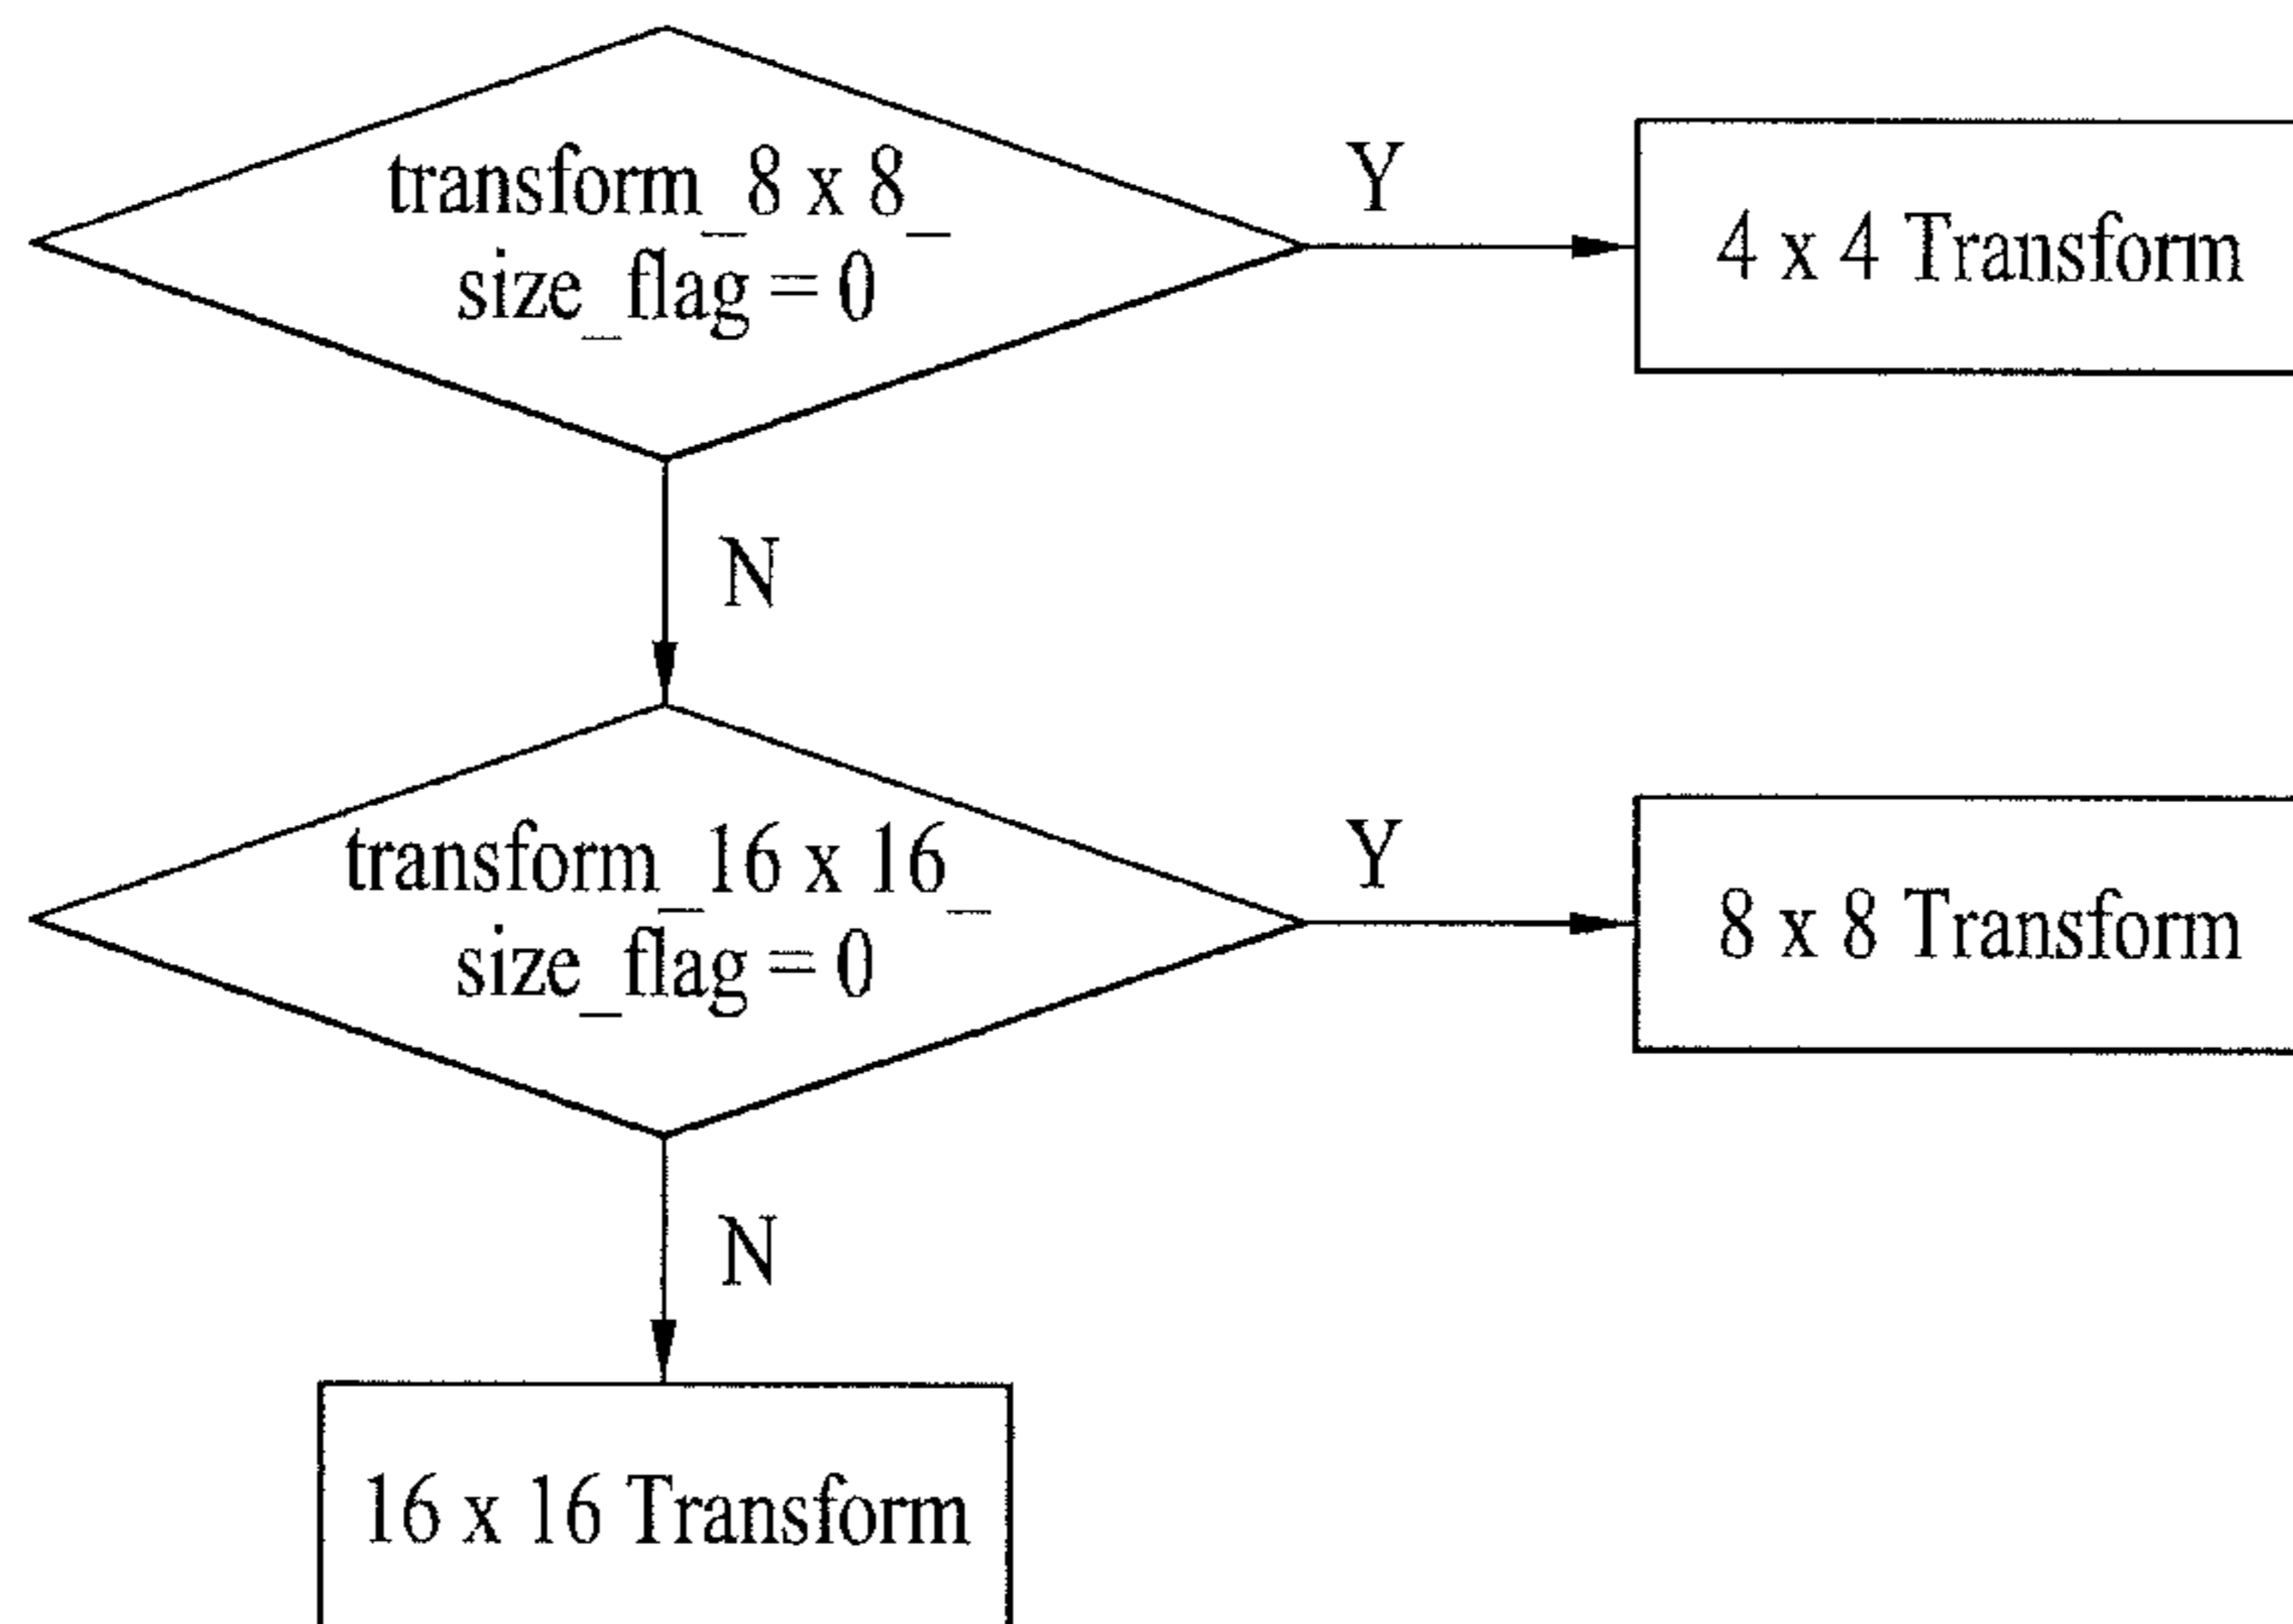 transform_8 x 8_
size_flag = 0
Y
4 x 4 Transform
N
transform_16 x 16_
size_flag = 0
Y
8 x 8 Transform
N
16 x 16 Transform